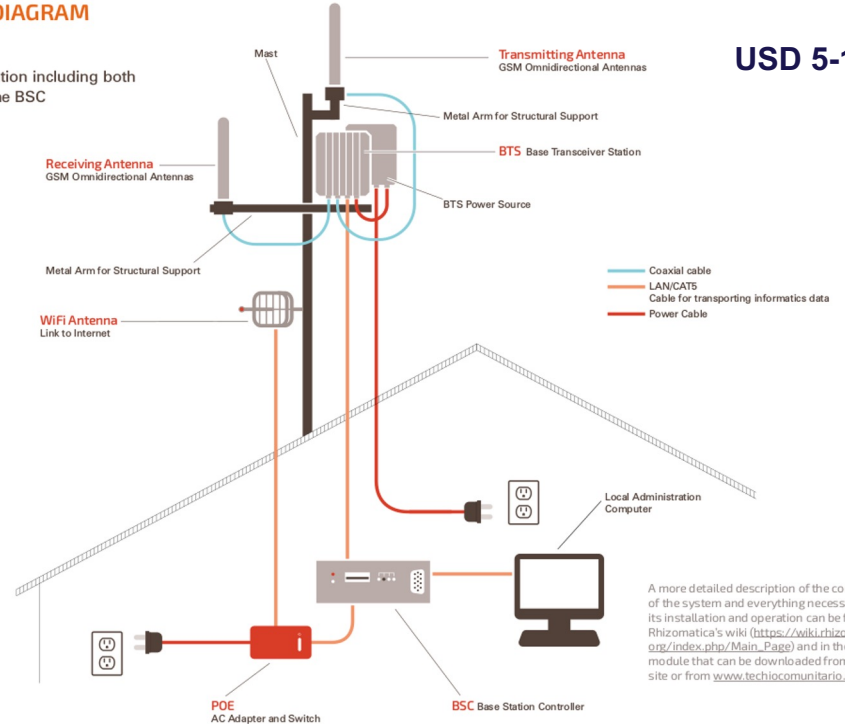 DIAGRAM
USD 5-1
tion including both
ne BSC
Mast
Transmitting Antenna
GSM Omnidirectional Antennas
Metal Arm for Structural Support
BTS Base Transceiver Station
Receiving Antenna
GSM Omnidirectional Antennas
BTS Power Source
Metal Arm for Structural Support
Coaxial cable
LAN/CAT5
Cable for transporting informatics data
Power Cable
WiFi Antenna
Link to Internet
Local Administration
Computer
A more detailed description of the co
of the system and everything necess
its installation and operation can be f
Rhizomatica's wiki (https://wiki.rhizo
org/index.php/Main_Page) and in the
module that can be downloaded from
site or from www.techiocomunitario.
POE
AC Adapter and Switch
BSC Base Station Controller